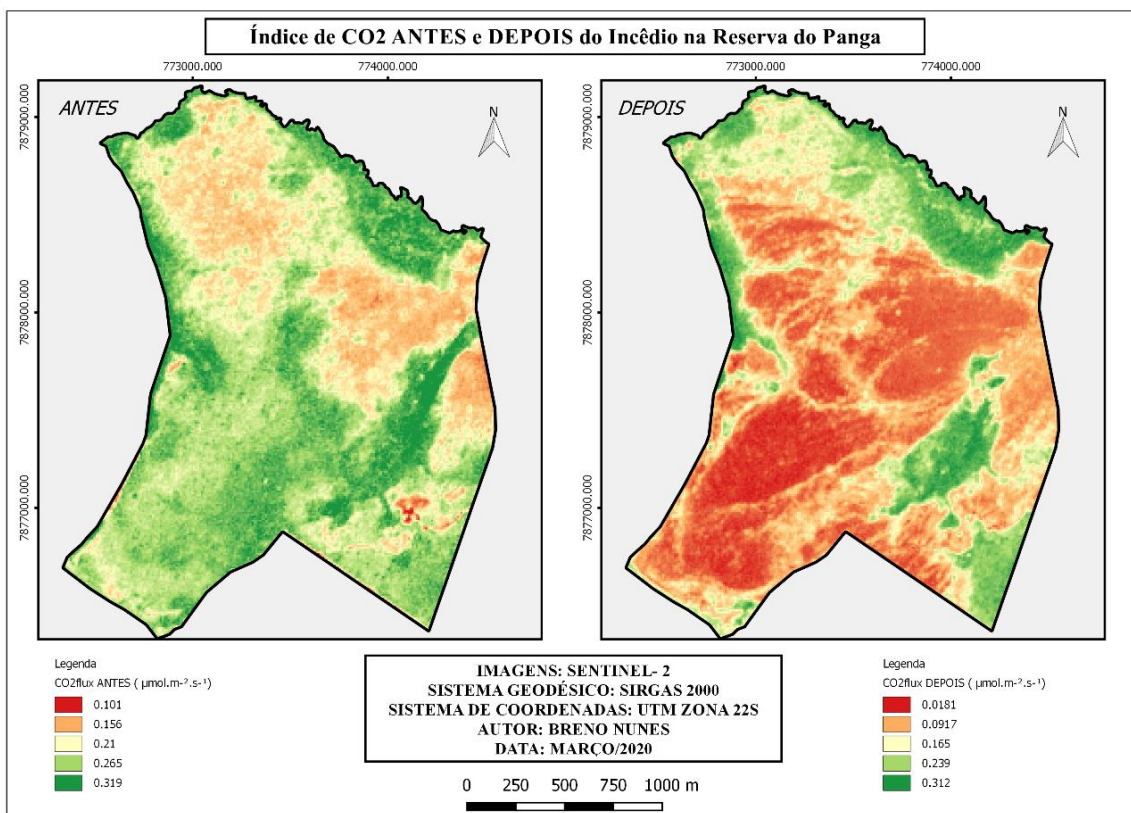 Índice de CO2 ANTES e DEPOIS do Incêdio na Reserva do Panga
773000.000 774000.000
ANTES
N
7879000.000
7878000.000
7877000.000
773000.000 774000.000
DEPOIS
N
7879000.000
7878000.000
7877000.000
Legenda
CO2flux ANTES ( µmol.m-².s-¹)
0.101
0.156
0.21
0.265
0.319
IMAGENS: SENTINEL- 2
SISTEMA GEODÉSICO: SIRGAS 2000
SISTEMA DE COORDENADAS: UTM ZONA 22S
AUTOR: BRENO NUNES
DATA: MARÇO/2020
0 250 500 750 1000 m
Legenda
CO2flux DEPOIS ( µmol.m-².s-¹)
0.0181
0.0917
0.165
0.239
0.312